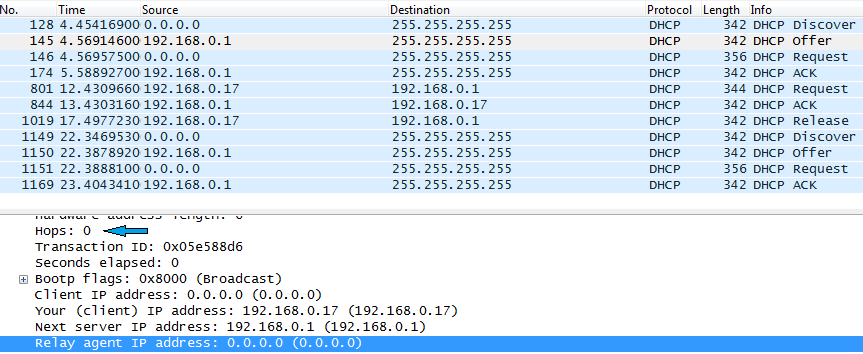 No. Time Source Destination Protocol Length Info
128 4.45416900 0.0.0.0 255.255.255.255 DHCP 342 DHCP Discover
145 4.56914600 192.168.0.1 255.255.255.255 DHCP 342 DHCP Offer
146 4.56957500 0.0.0.0 255.255.255.255 DHCP 356 DHCP Request
174 5.58892700 192.168.0.1 255.255.255.255 DHCP 342 DHCP ACK
801 12.4309660 192.168.0.17 192.168.0.1 DHCP 344 DHCP Request
844 13.4303160 192.168.0.1 192.168.0.17 DHCP 342 DHCP ACK
1019 17.4977230 192.168.0.17 192.168.0.1 DHCP 342 DHCP Release
1149 22.3469530 0.0.0.0 255.255.255.255 DHCP 342 DHCP Discover
1150 22.3878920 192.168.0.1 255.255.255.255 DHCP 342 DHCP Offer
1151 22.3888100 0.0.0.0 255.255.255.255 DHCP 356 DHCP Request
1169 23.4043410 192.168.0.1 255.255.255.255 DHCP 342 DHCP ACK
Hardware address length: 6
Hops: 0
Transaction ID: 0x05e588d6
Seconds elapsed: 0
Bootp flags: 0x8000 (Broadcast)
Client IP address: 0.0.0.0 (0.0.0.0)
Your (client) IP address: 192.168.0.17 (192.168.0.17)
Next server IP address: 192.168.0.1 (192.168.0.1)
Relay agent IP address: 0.0.0.0 (0.0.0.0)